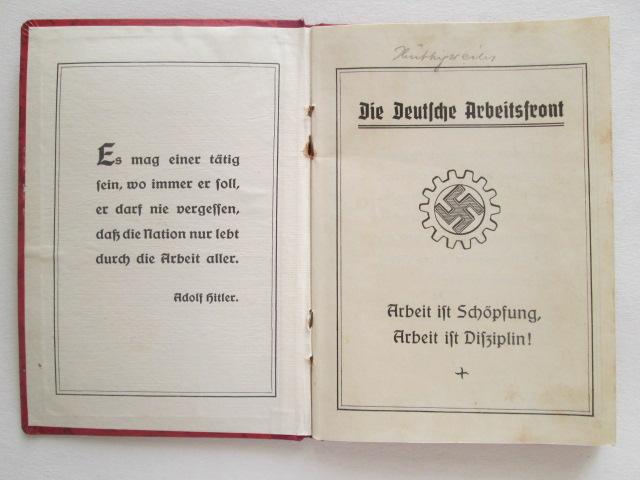 Es mag einer tätig
sein, wo immer er soll,
er darf nie vergessen,
daß die Nation nur lebt
durch die Arbeit aller.
Adolf Hitler.
Die Deutsche Arbeitsfront
Arbeit ist Schöpfung,
Arbeit ist Disziplin!